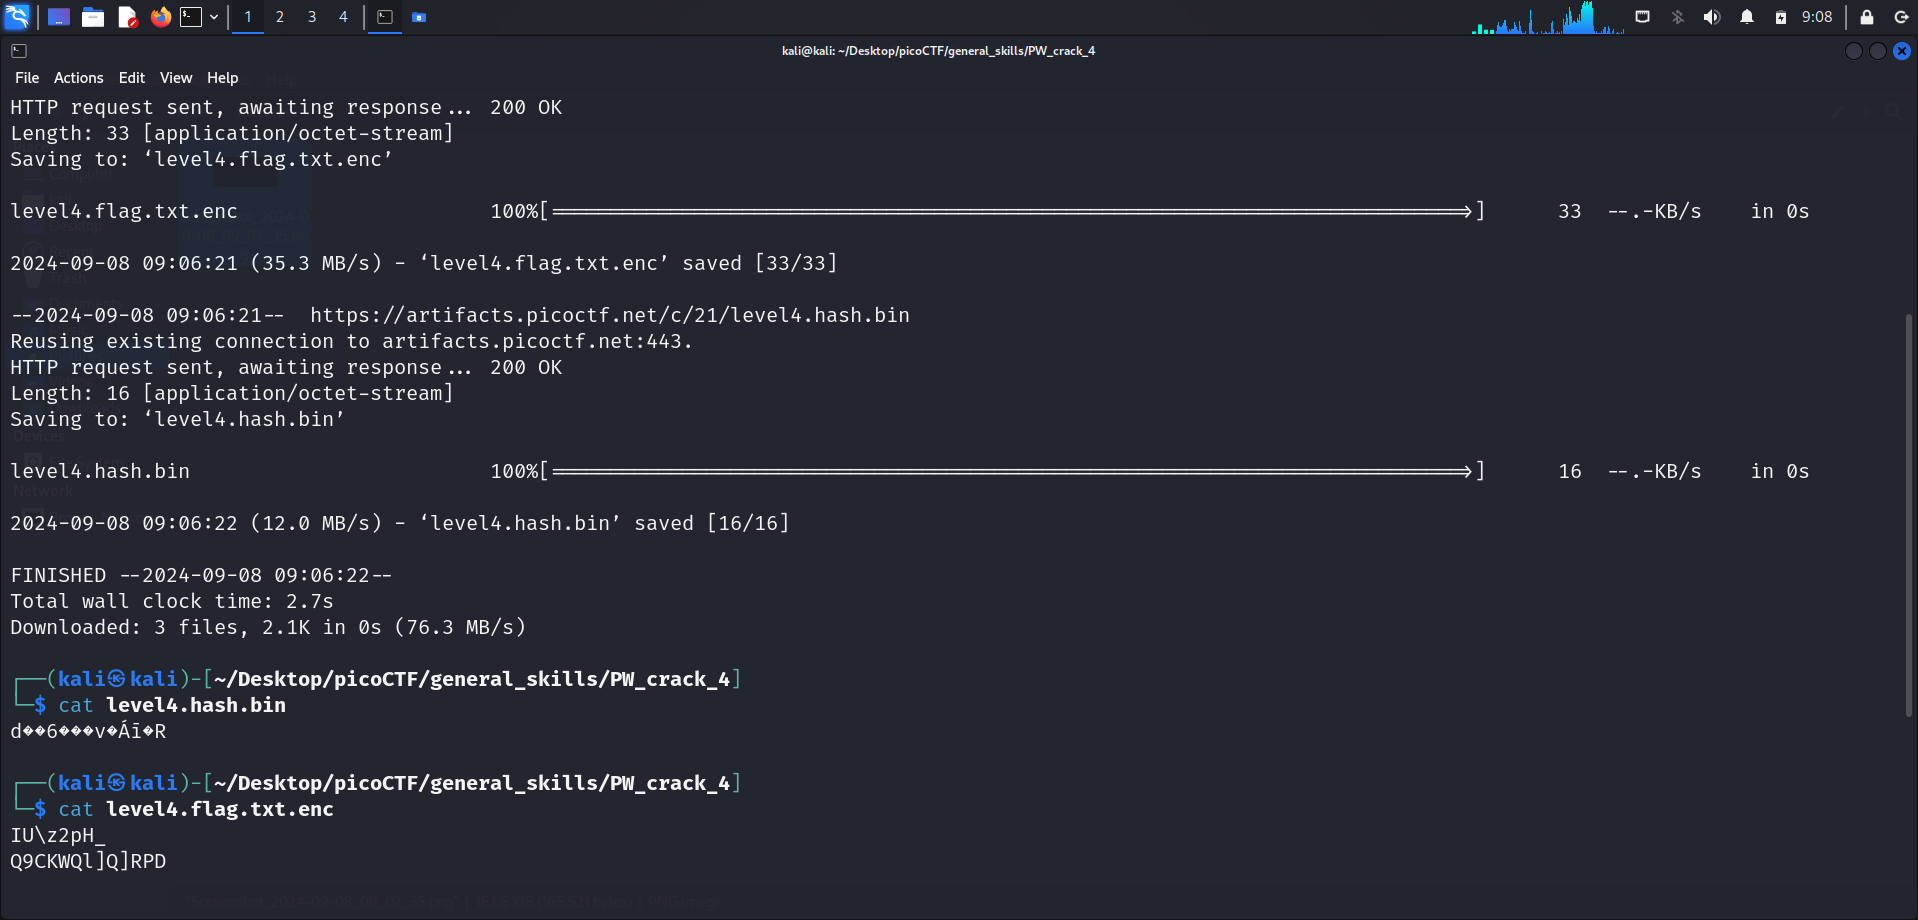 1 2 3 4
9:08
kali@kali: ~/Desktop/picoCTF/general_skills/PW_crack_4
File Actions Edit View Help
HTTP request sent, awaiting response... 200 OK
Length: 33 [application/octet-stream]
Saving to: ‘level4.flag.txt.enc’
level4.flag.txt.enc 100%[===================================================================>] 33 --.-KB/s in 0s
2024-09-08 09:06:21 (35.3 MB/s) - ‘level4.flag.txt.enc’ saved [33/33]
--2024-09-08 09:06:21-- https://artifacts.picoctf.net/c/21/level4.hash.bin
Reusing existing connection to artifacts.picoctf.net:443.
HTTP request sent, awaiting response... 200 OK
Length: 16 [application/octet-stream]
Saving to: ‘level4.hash.bin’
level4.hash.bin 100%[===================================================================>] 16 --.-KB/s in 0s
2024-09-08 09:06:22 (12.0 MB/s) - ‘level4.hash.bin’ saved [16/16]
FINISHED --2024-09-08 09:06:22--
Total wall clock time: 2.7s
Downloaded: 3 files, 2.1K in 0s (76.3 MB/s)
┌──(kali㉿kali)-[~/Desktop/picoCTF/general_skills/PW_crack_4]
└─$ cat level4.hash.bin
d��6���v�Áī�R
┌──(kali㉿kali)-[~/Desktop/picoCTF/general_skills/PW_crack_4]
└─$ cat level4.flag.txt.enc
IU\z2pH_
Q9CKWQl]Q]RPD